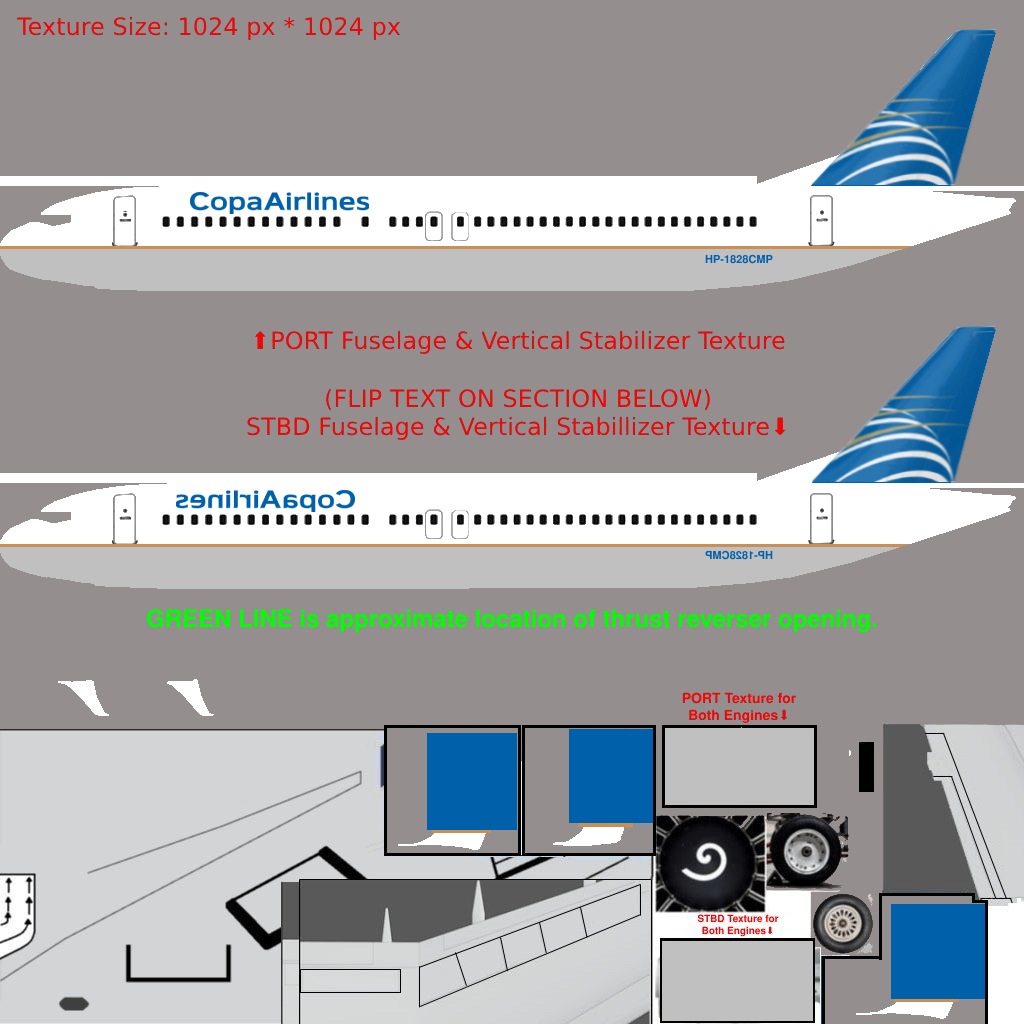 Texture Size: 1024 px * 1024 px
CopaAirlines
HP-1828CMP
⬆PORT Fuselage & Vertical Stabilizer Texture
(FLIP TEXT ON SECTION BELOW)
STBD Fuselage & Vertical Stabillizer Texture⬇
CopaAirlines
HP-1828CMP
GREEN LINE is approximate location of thrust reverser opening.
PORT Texture for
Both Engines⬇
STBD Texture for
Both Engines⬇